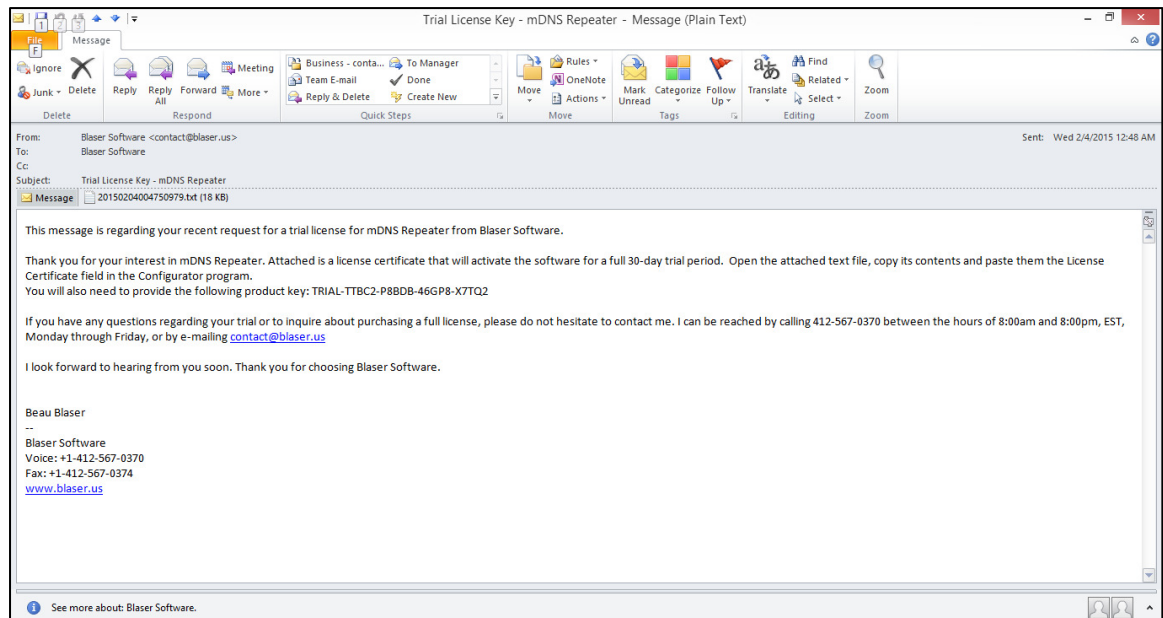 1 2 3
Trial License Key - mDNS Repeater - Message (Plain Text)
File Message
F
Ignore
Junk
Delete
Reply
Reply All
Forward
Meeting
More
Business - conta...
Team E-mail
Reply & Delete
To Manager
Done
Create New
Move
Rules
OneNote
Actions
Mark Unread
Categorize
Follow Up
Translate
Find
Related
Select
Zoom
Delete Respond Quick Steps Move Tags Editing Zoom
From: Blaser Software <contact@blaser.us> Sent: Wed 2/4/2015 12:48 AM
To: Blaser Software
Cc:
Subject: Trial License Key - mDNS Repeater
Message 20150204004750979.txt (18 KB)
This message is regarding your recent request for a trial license for mDNS Repeater from Blaser Software.
Thank you for your interest in mDNS Repeater. Attached is a license certificate that will activate the software for a full 30-day trial period.  Open the attached text file, copy its contents and paste them the License
Certificate field in the Configurator program.
You will also need to provide the following product key: TRIAL-TTBC2-P8BDB-46GP8-X7TQ2
If you have any questions regarding your trial or to inquire about purchasing a full license, please do not hesitate to contact me. I can be reached by calling 412-567-0370 between the hours of 8:00am and 8:00pm, EST,
Monday through Friday, or by e-mailing contact@blaser.us
I look forward to hearing from you soon. Thank you for choosing Blaser Software.
Beau Blaser
--
Blaser Software
Voice: +1-412-567-0370
Fax: +1-412-567-0374
www.blaser.us
See more about: Blaser Software.